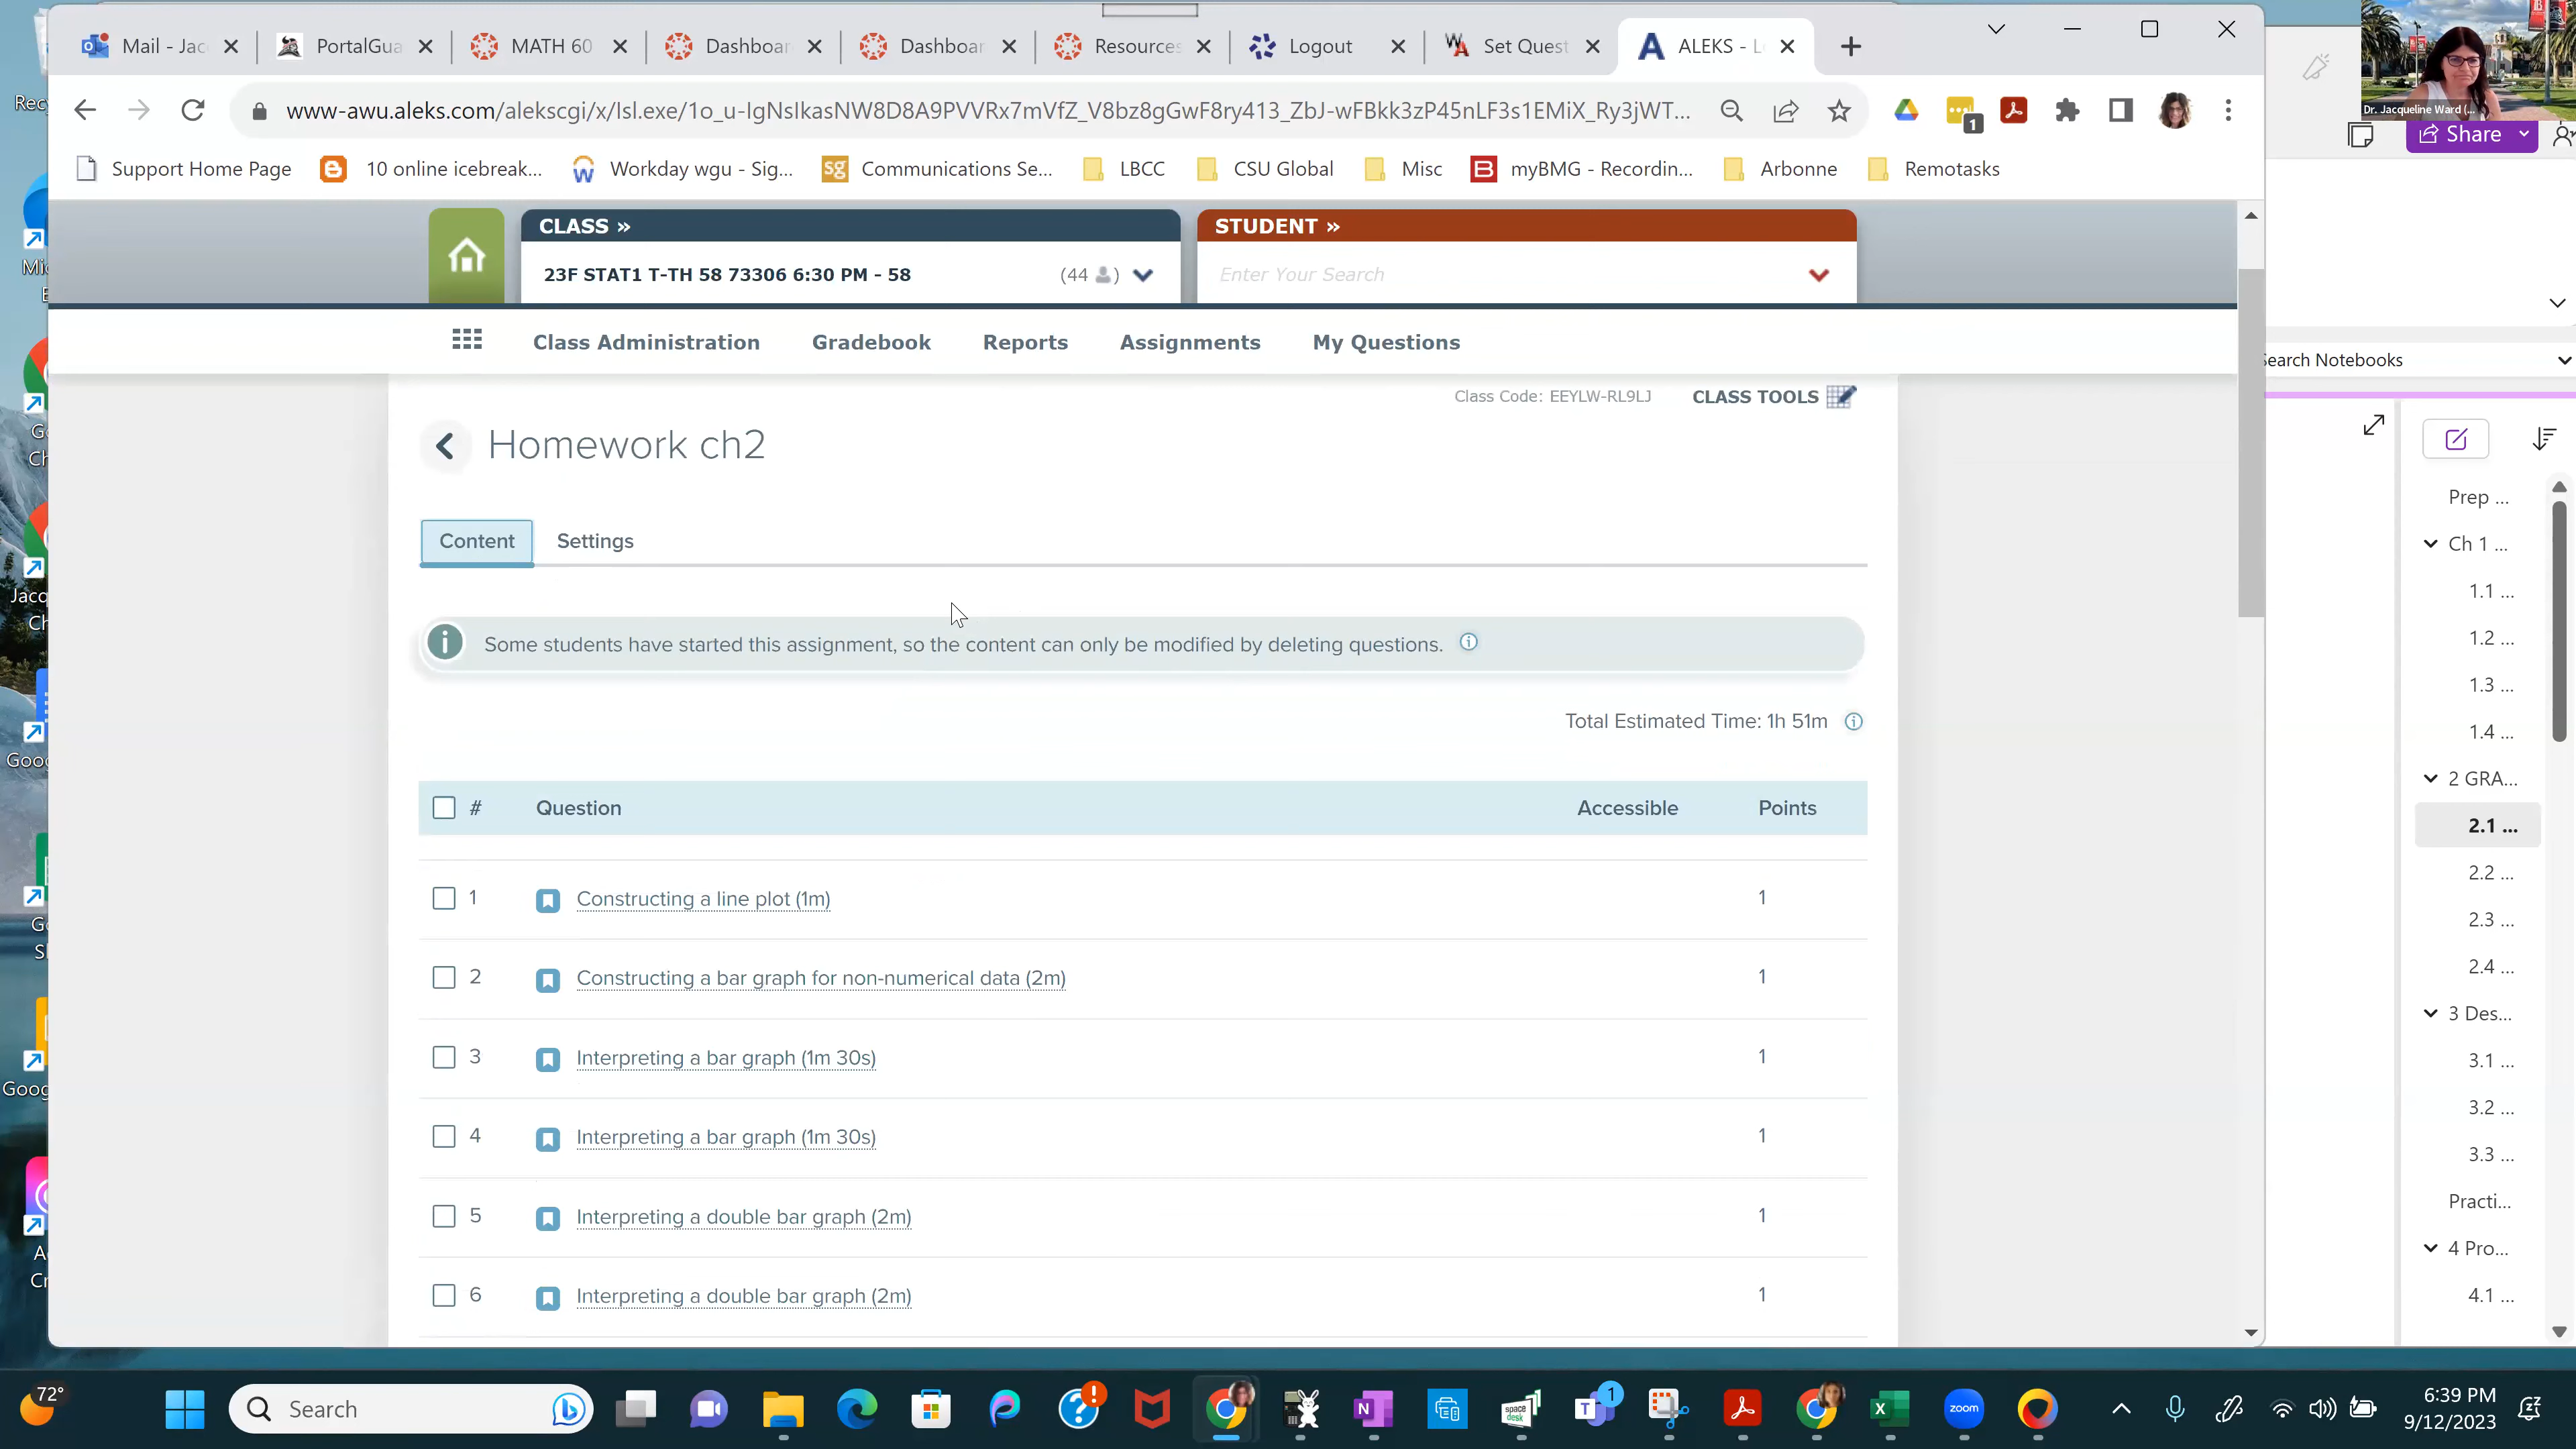 Mail - Jac
PortalGua
MATH 60
Dashboar
Dashboar
Resources
Logout
Set Quest
ALEKS - L
www-awu.aleks.com/alekscgi/x/Isl.exe/1o_u-IgNsIkasNW8D8A9PVVRx7mVfZ_V8bz8gGwF8ry413_ZbJ-wFBkk3zP45nLF3s1EMiX_Ry3jWT...
1
Support Home Page
10 online icebreak...
Workday wgu - Sig...
Communications Se...
LBCC
CSU Global
Misc
myBMG - Recordin...
Arbonne
Remotasks
Dr. Jacqueline Ward (...
Share
CLASS »
23F STAT1 T-TH 58 73306 6:30 PM - 58
(44 )
STUDENT »
Enter Your Search
Class Administration
Gradebook
Reports
Assignments
My Questions
Class Code: EEYLW-RL9LJ
CLASS TOOLS
Homework ch2
Content
Settings
Some students have started this assignment, so the content can only be modified by deleting questions.
Total Estimated Time: 1h 51m
# Question Accessible Points
1 Constructing a line plot (1m) 1
2 Constructing a bar graph for non-numerical data (2m) 1
3 Interpreting a bar graph (1m 30s) 1
4 Interpreting a bar graph (1m 30s) 1
5 Interpreting a double bar graph (2m) 1
6 Interpreting a double bar graph (2m) 1
Search Notebooks
Prep ...
Ch 1 ...
1.1 ...
1.2 ...
1.3 ...
1.4 ...
2 GRA...
2.1 ...
2.2 ...
2.3 ...
2.4 ...
3 Des...
3.1 ...
3.2 ...
3.3 ...
Practi...
4 Pro...
4.1 ...
72°
Search
space
desk
1
zoom
6:39 PM
9/12/2023